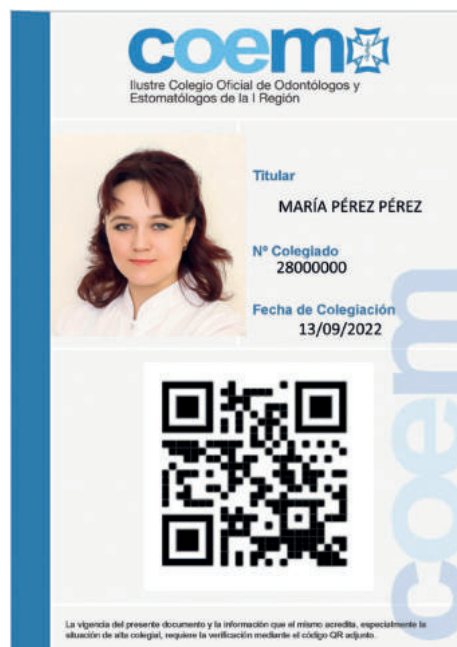 coem
Ilustre Colegio Oficial de Odontólogos y
Estomatólogos de la I Región
Titular
MARÍA PÉREZ PÉREZ
Nº Colegiado
28000000
Fecha de Colegiación
13/09/2022
coem
La vigencia del presente documento y la información que el mismo acredita, especialmente la
situación de alta colegial, requiere la verificación mediante el código QR adjunto.